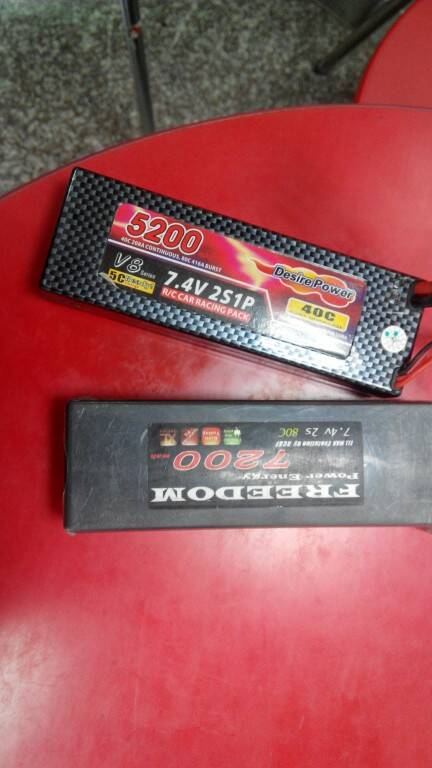 5200
40C 208A CONTINUOUS, 80C 416A BURST
V8 Series
5C
7.4V 2S1P
R/C CAR RACING PACK
Desire Power
40C
FREEDOM
Power Energy
7200
7.4v 2s 80C